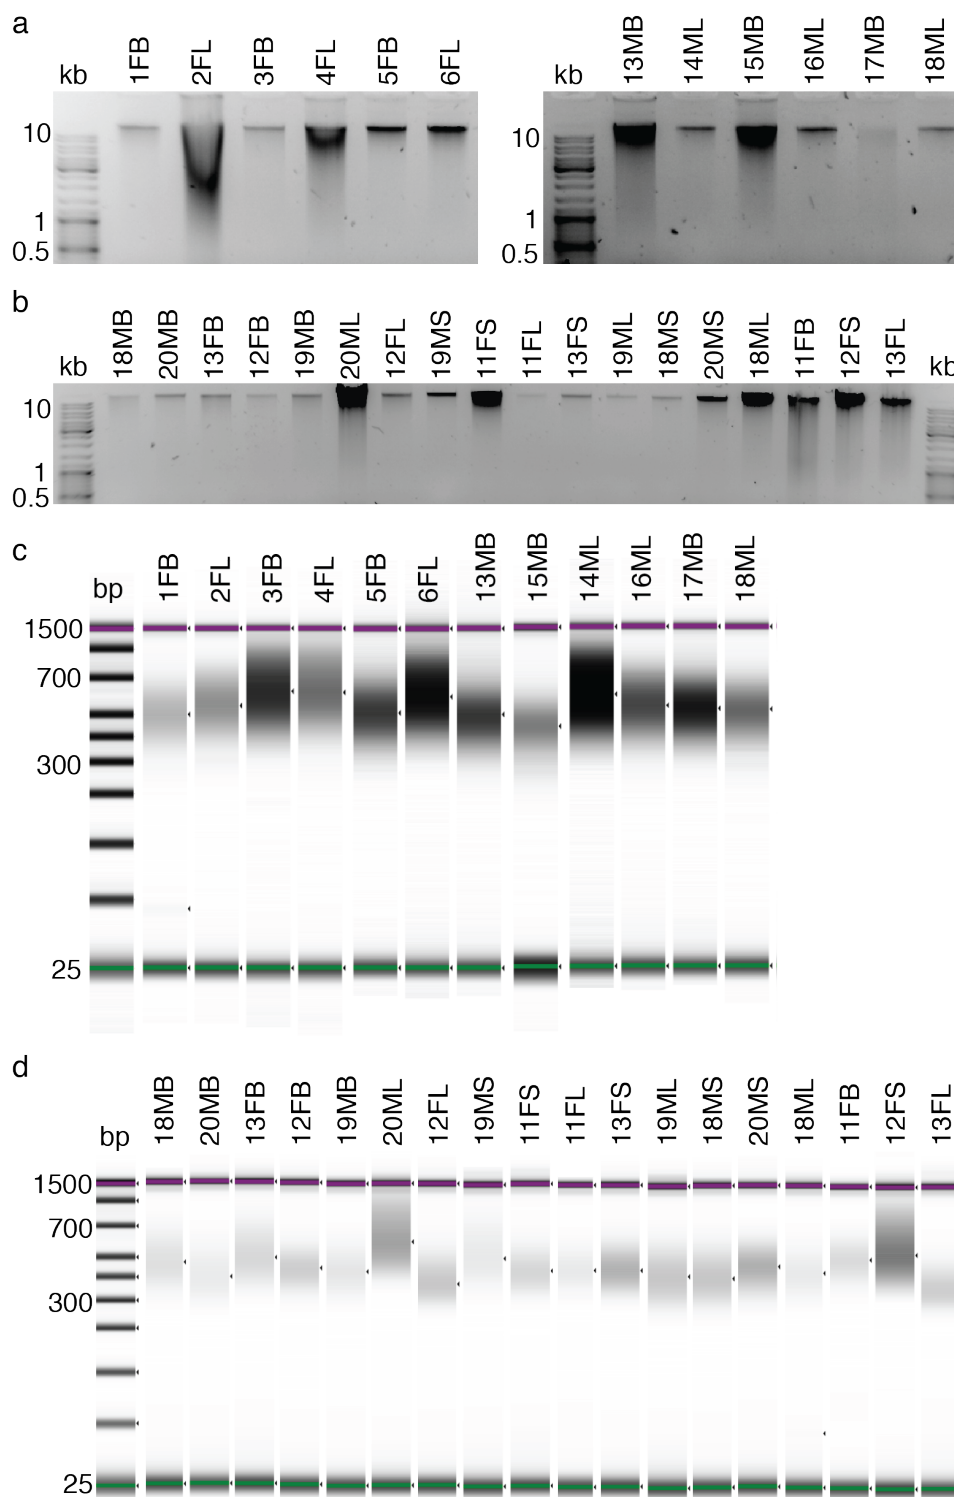 a
kb 1FB 2FL 3FB 4FL 5FB 6FL
10
1
0.5
kb 13MB 14ML 15MB 16ML 17MB 18ML
10
1
0.5
b
kb 18MB 20MB 13FB 12FB 19MB 20ML 12FL 19MS 11FS 11FL 13FS 19ML 18MS 20MS 18ML 11FB 12FS 13FL kb
10
1
0.5
c
bp 1FB 2FL 3FB 4FL 5FB 6FL 13MB 15MB 14ML 16ML 17MB 18ML
1500
700
300
25
d
bp 18MB 20MB 13FB 12FB 19MB 20ML 12FL 19MS 11FS 11FL 13FS 19ML 18MS 20MS 18ML 11FB 12FS 13FL
1500
700
300
25